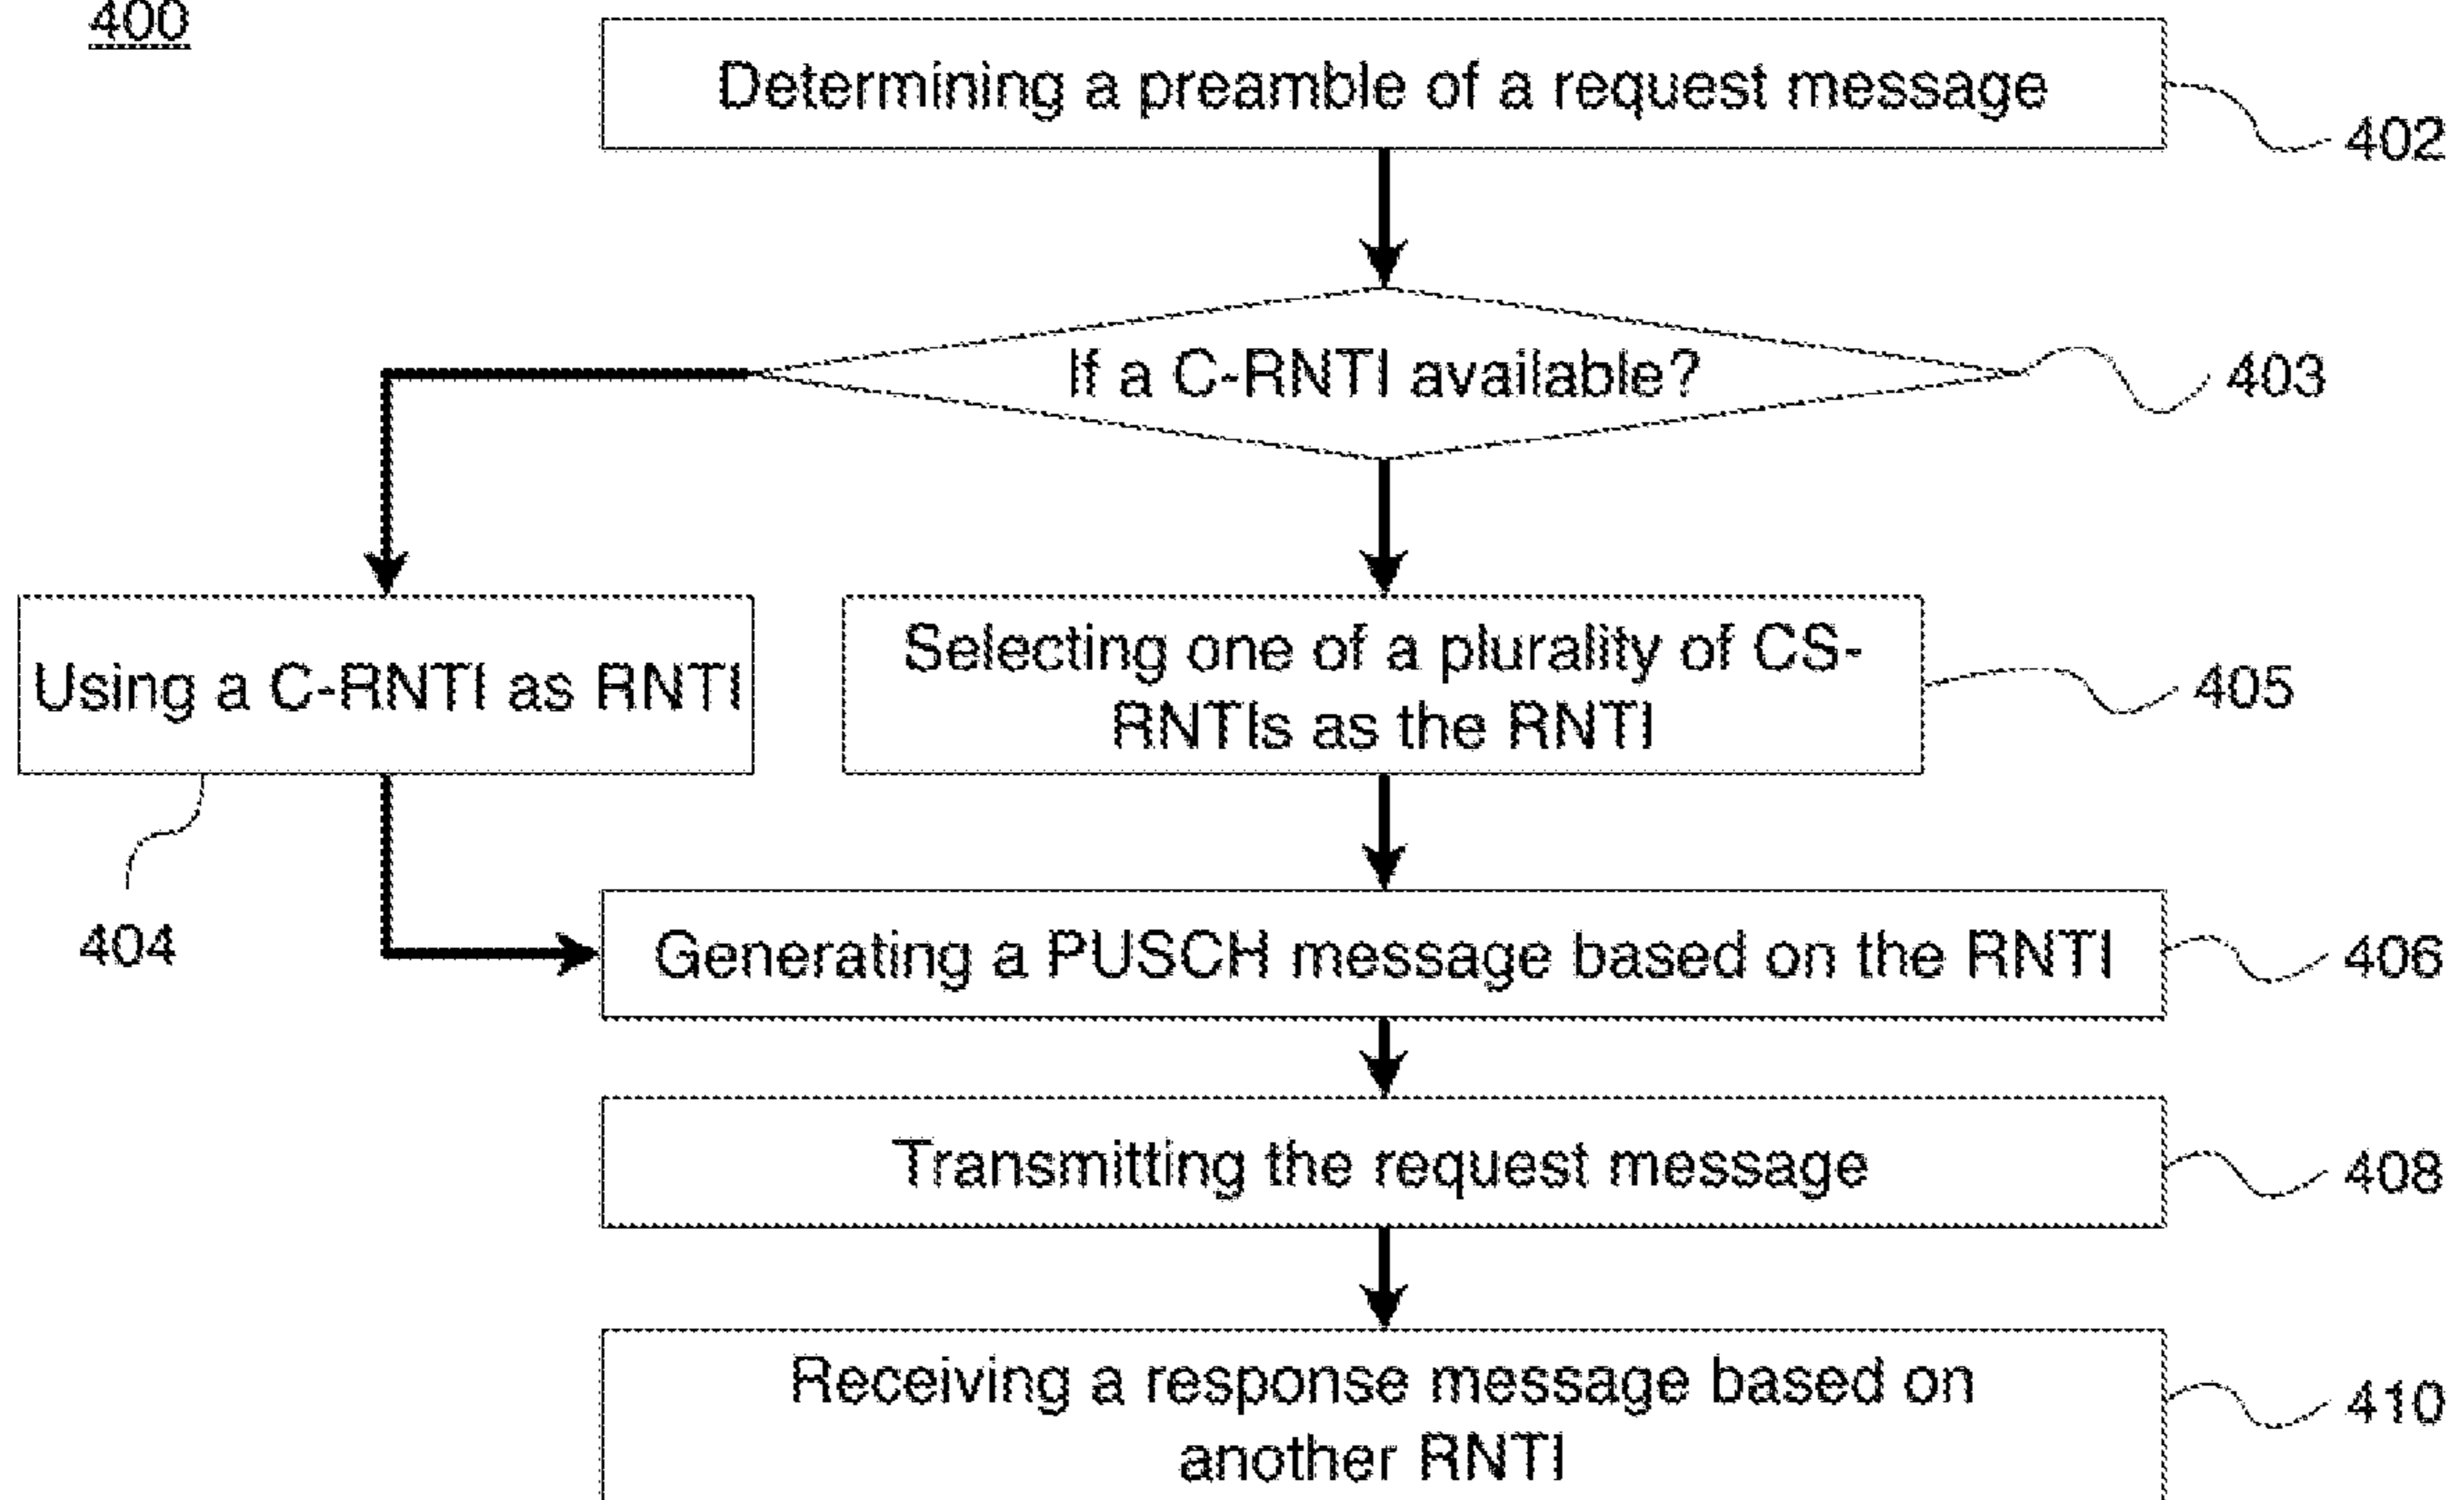 400
Determining a preamble of a request message
402
If a C-RNTI available?
403
Using a C-RNTI as RNTI
Selecting one of a plurality of CS-
RNTIs as the RNTI
405
404
Generating a PUSCH message based on the RNTI
406
Transmitting the request message
408
Receiving a response message based on
another RNTI
410